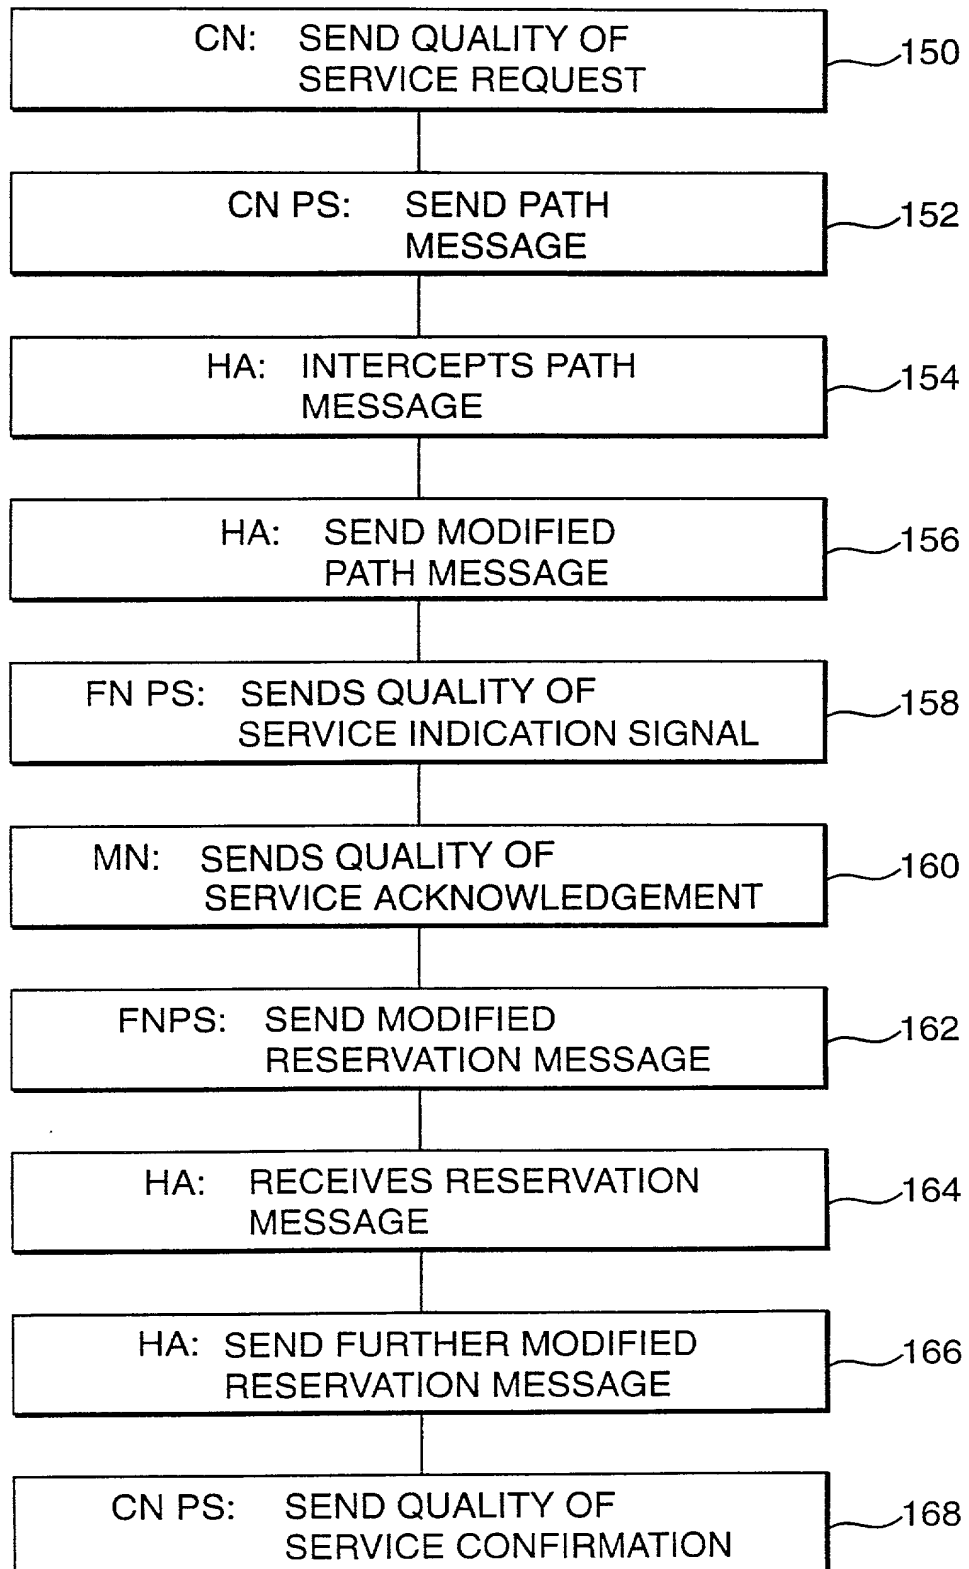 CN: SEND QUALITY OF
SERVICE REQUEST
150
CN PS: SEND PATH
MESSAGE
152
HA: INTERCEPTS PATH
MESSAGE
154
HA: SEND MODIFIED
PATH MESSAGE
156
FN PS: SENDS QUALITY OF
SERVICE INDICATION SIGNAL
158
MN: SENDS QUALITY OF
SERVICE ACKNOWLEDGEMENT
160
FNPS: SEND MODIFIED
RESERVATION MESSAGE
162
HA: RECEIVES RESERVATION
MESSAGE
164
HA: SEND FURTHER MODIFIED
RESERVATION MESSAGE
166
CN PS: SEND QUALITY OF
SERVICE CONFIRMATION
168